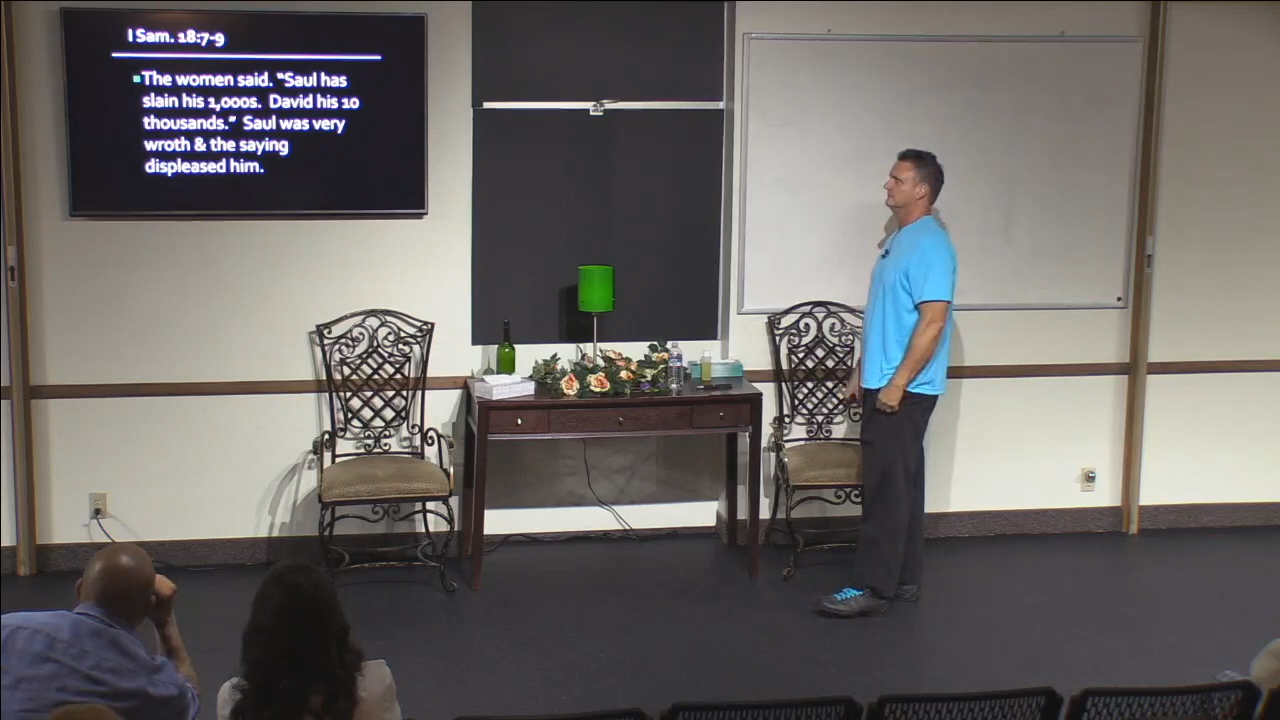 I Sam. 18:7-9
The women said. "Saul has
slain his 1,000s. David his 10
thousands." Saul was very
wroth & the saying
displeased him.